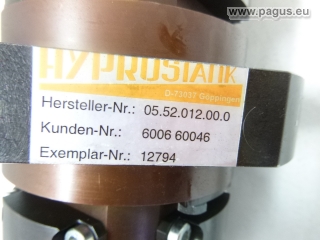 © www.pagus.eu
HYPROSTATIK
D-73037 Göppingen
Hersteller-Nr.: 05.52.012.00.0
Kunden-Nr.: 6006 60046
Exemplar-Nr.: 12794